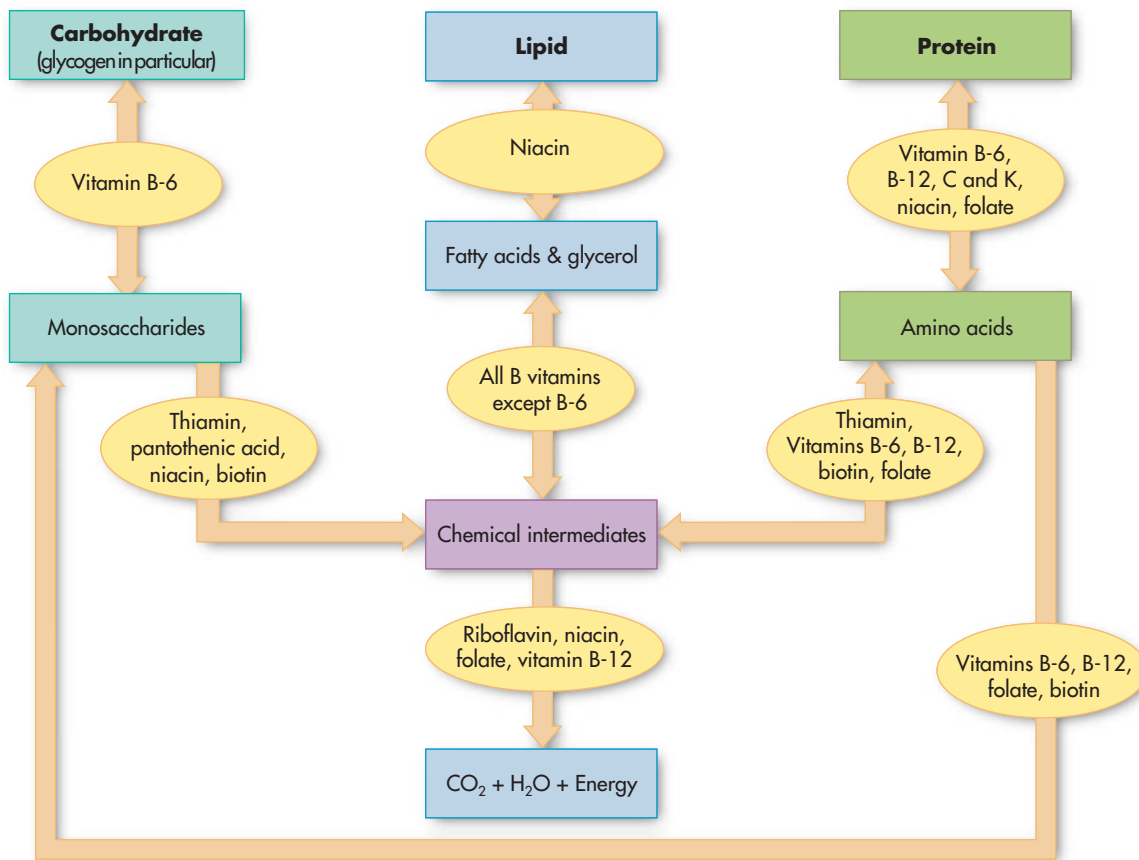 Carbohydrate
(glycogen in particular)
Lipid
Protein
Vitamin B-6
Niacin
Vitamin B-6,
B-12, C and K,
niacin, folate
Fatty acids & glycerol
Monosaccharides
Amino acids
All B vitamins
except B-6
Thiamin,
pantothenic acid,
niacin, biotin
Thiamin,
Vitamins B-6, B-12,
biotin, folate
Chemical intermediates
Riboflavin, niacin,
folate, vitamin B-12
Vitamins B-6, B-12,
folate, biotin
CO₂ + H₂O + Energy